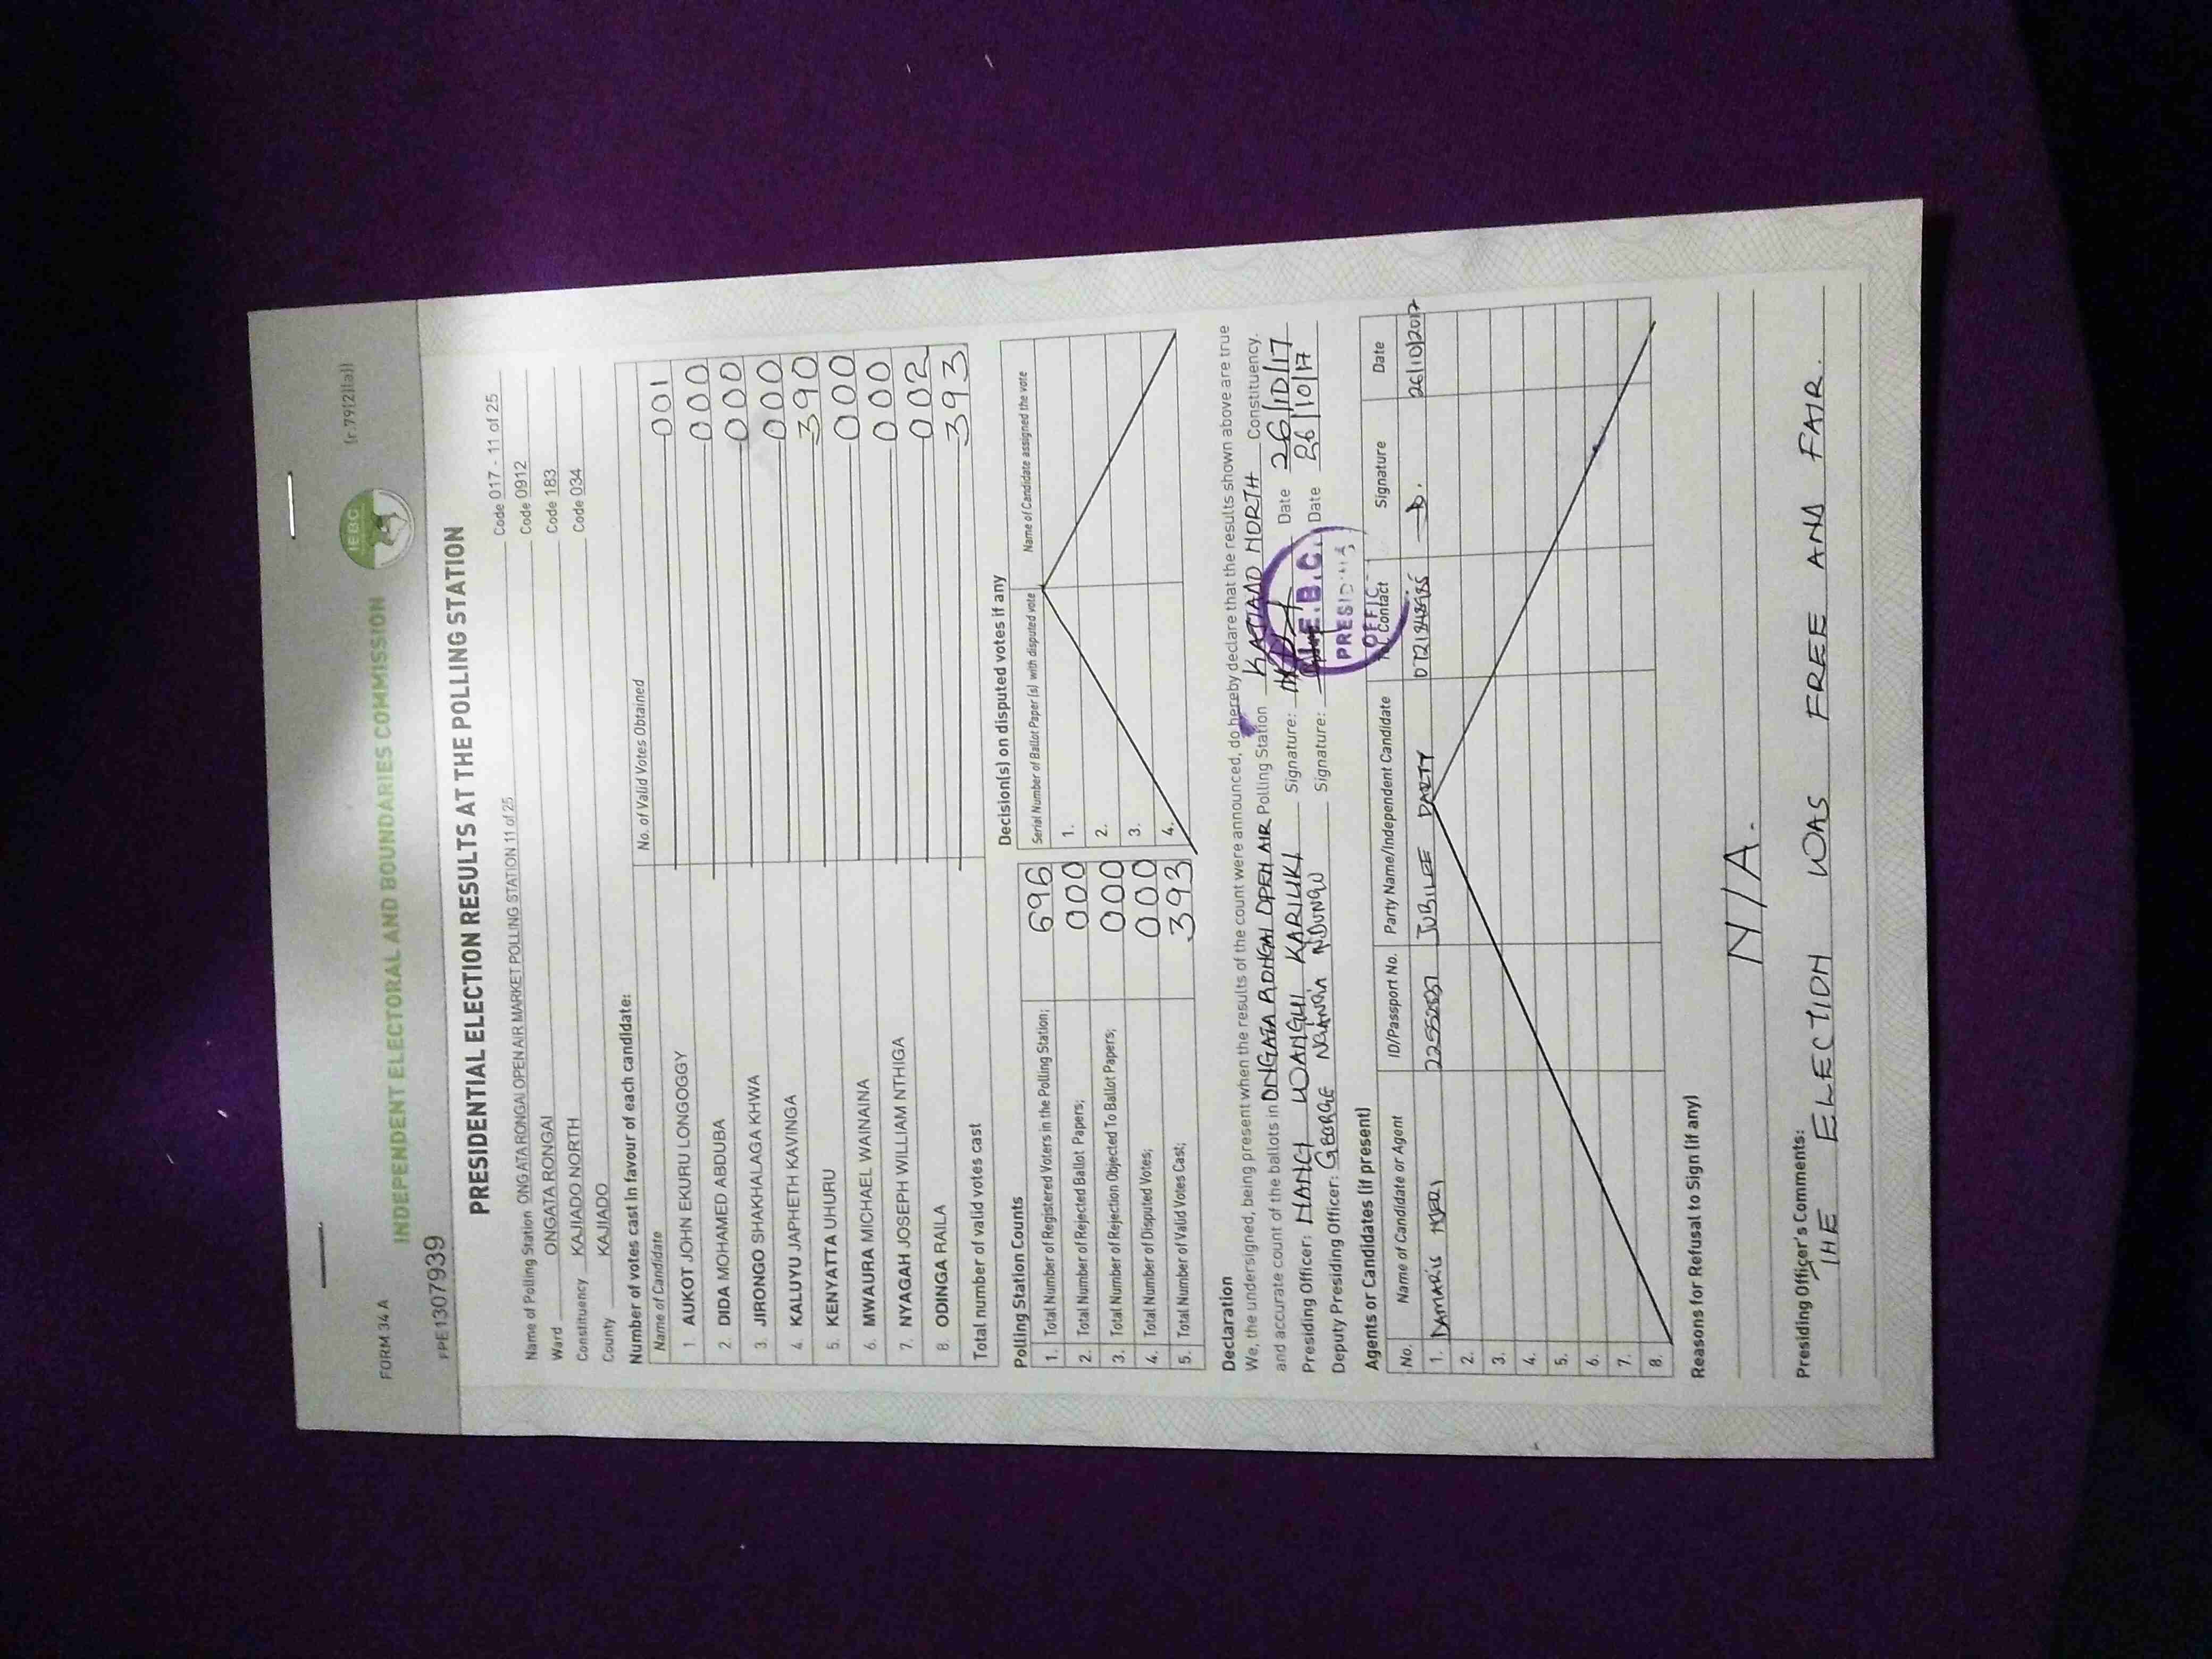 FORM 34 A (r.79(2)(a))
IEBC
INDEPENDENT ELECTORAL AND BOUNDARIES COMMISSION
PPE13079​39
PRESIDENTIAL ELECTION RESULTS AT THE POLLING STATION
Name of Polling Station ONGATA RONGAI OPEN AIR MARKET POLLING STATION 11 of 25 Code 017 - 11 of 25
Ward ONGATA RONGAI Code 0912
Constituency KAJIADO NORTH Code 183
County KAJIADO Code 034
Number of votes cast in favour of each candidate:
Name of Candidate No. of Valid Votes Obtained
1 AUKOT JOHN EKURU LONGOGGY 001
2. DIDA MOHAMED ABDUBA 000
3. JIRONGO SHAKHALAGA KHWA 000
4. KALUYU JAPHETH KAVINGA 000
5. KENYATTA UHURU 390
6. MWAURA MICHAEL WAINAINA 000
7. NYAGAH JOSEPH WILLIAM NTHIGA 000
8. ODINGA RAILA 002
Total number of valid votes cast 393
Polling Station Counts Decision(s) on disputed votes if any
1. Total Number of Registered Voters in the Polling Station; 696 Serial Number of Ballot Paper (s) with disputed vote Name of Candidate assigned the vote
2. Total Number of Rejected Ballot Papers; 000 1.
3. Total Number of Rejection Objected To Ballot Papers; 000 2.
4. Total Number of Disputed Votes; 000 3.
5. Total Number of Valid Votes Cast; 393 4.
Declaration
We, the undersigned, being present when the results of the count were announced, do hereby declare that the results shown above are true
and accurate count of the ballots in ONGATA RONGAI OPEN AIR Polling Station KAJIADO NORTH Constituency.
Presiding Officer: NANCY WANGUI KARIUKI Signature: Date 26/10/17
Deputy Presiding Officer: GEORGE NG'ANG'A NDUNGU Signature: Date 26/10/17
I.E.B.C.
PRESIDING
OFFIC
Agents or Candidates (if present)
No. Name of Candidate or Agent ID/Passport No. Party Name/Independent Candidate Contact Signature Date
1. DAMARIS JUBILEE PARTY 26/10/2017
2.
3.
4.
5.
6.
7.
8.
Reasons for Refusal to Sign (if any)
N/A.
Presiding Officer's Comments:
THE ELECTION WAS FREE AND FAIR.